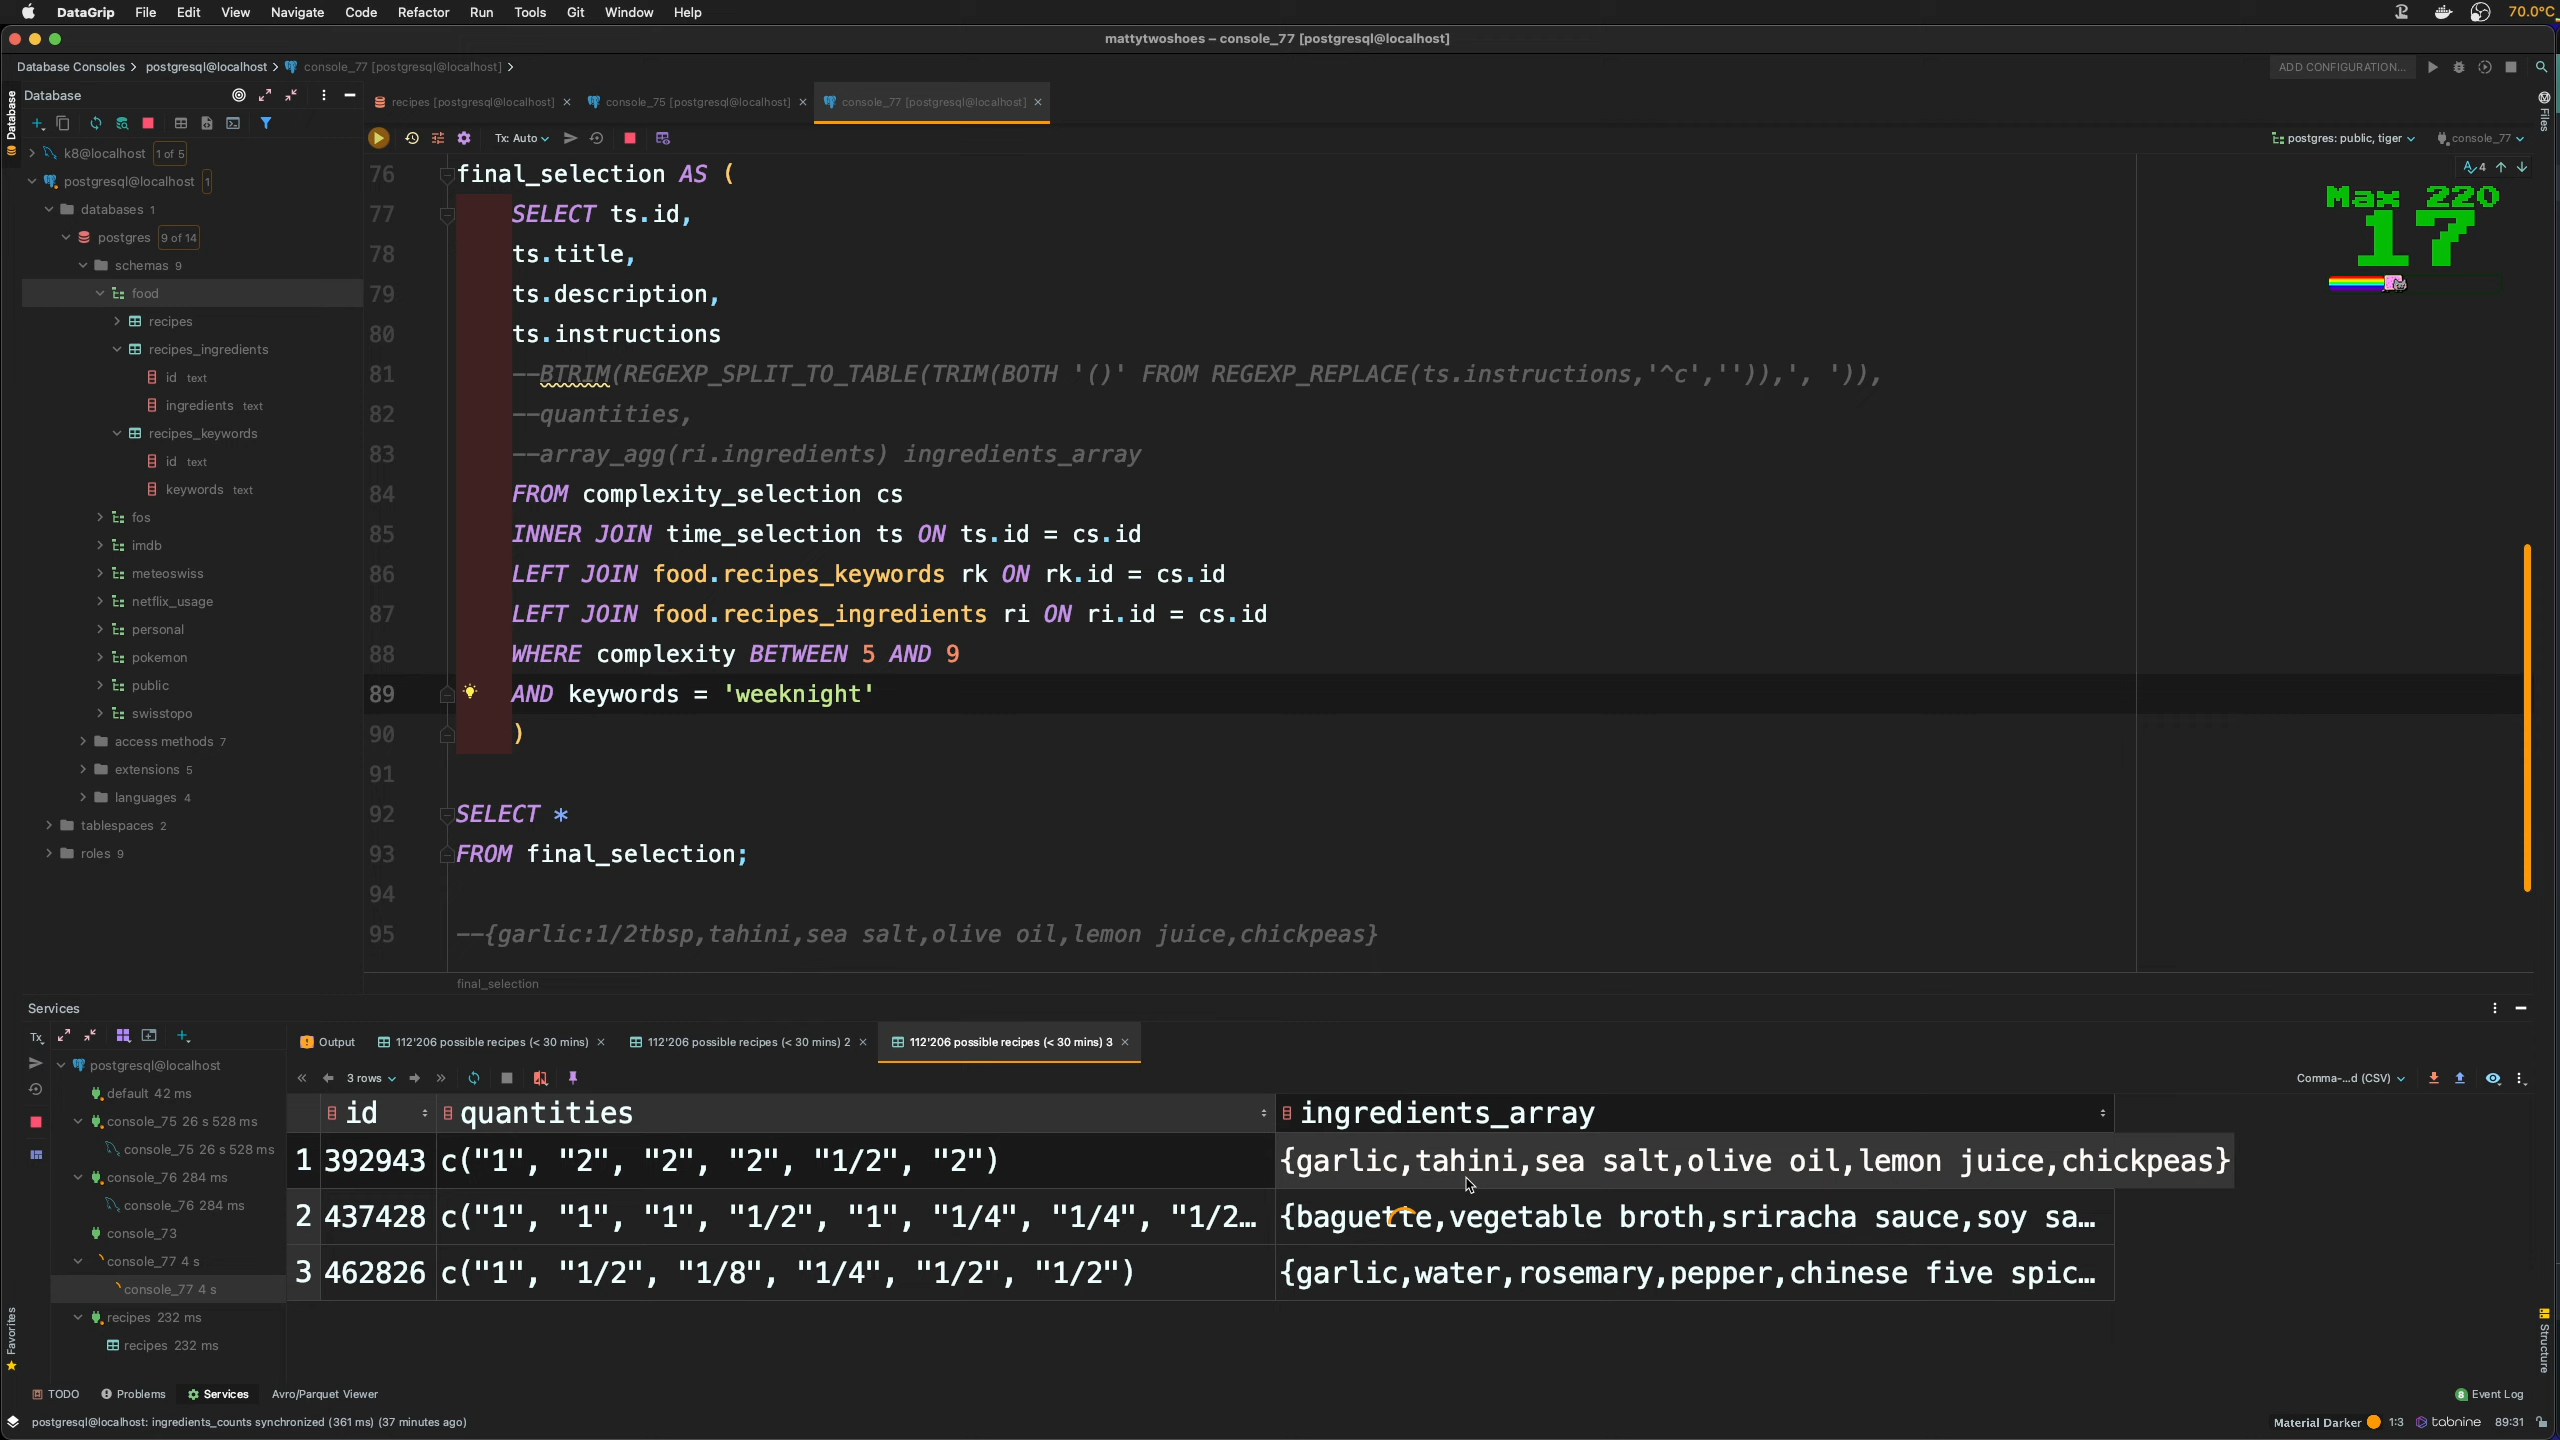 DataGrip File Edit View Navigate Code Refactor Run Tools Git Window Help 70.0°C
mattytwoshoes – console_77 [postgresql@localhost]
Database Consoles postgresql@localhost console_77 [postgresql@localhost] ADD CONFIGURATION...
Database
recipes [postgresql@localhost] console_75 [postgresql@localhost] console_77 [postgresql@localhost]
Tx: Auto postgres: public, tiger console_77
Database
Files
k8@localhost 1 of 5
postgresql@localhost 1
databases 1
postgres 9 of 14
schemas 9
food
recipes
recipes_ingredients
id text
ingredients text
recipes_keywords
id text
keywords text
fos
imdb
meteoswiss
netflix_usage
personal
pokemon
public
swisstopo
access methods 7
extensions 5
languages 4
tablespaces 2
roles 9
4
Max 220
17
76 final_selection AS (
77 SELECT ts.id,
78 ts.title,
79 ts.description,
80 ts.instructions
81 --BTRIM(REGEXP_SPLIT_TO_TABLE(TRIM(BOTH '()' FROM REGEXP_REPLACE(ts.instructions,'^c','')),', ')),
82 --quantities,
83 --array_agg(ri.ingredients) ingredients_array
84 FROM complexity_selection cs
85 INNER JOIN time_selection ts ON ts.id = cs.id
86 LEFT JOIN food.recipes_keywords rk ON rk.id = cs.id
87 LEFT JOIN food.recipes_ingredients ri ON ri.id = cs.id
88 WHERE complexity BETWEEN 5 AND 9
89 AND keywords = 'weeknight'
90 )
91
92 SELECT *
93 FROM final_selection;
94
95 --{garlic:1/2tbsp,tahini,sea salt,olive oil,lemon juice,chickpeas}
final_selection
Services
Tx
Output 112'206 possible recipes (< 30 mins) 112'206 possible recipes (< 30 mins) 2 112'206 possible recipes (< 30 mins) 3
postgresql@localhost
default 42 ms
console_75 26 s 528 ms
console_75 26 s 528 ms
console_76 284 ms
console_76 284 ms
console_73
console_77 4 s
console_77 4 s
recipes 232 ms
recipes 232 ms
3 rows Comma-...d (CSV)
id quantities ingredients_array
1 392943 c("1", "2", "2", "2", "1/2", "2") {garlic,tahini,sea salt,olive oil,lemon juice,chickpeas}
2 437428 c("1", "1", "1", "1/2", "1", "1/4", "1/4", "1/2… {baguette,vegetable broth,sriracha sauce,soy sa…
3 462826 c("1", "1/2", "1/8", "1/4", "1/2", "1/2") {garlic,water,rosemary,pepper,chinese five spic…
Favorites
Structure
TODO Problems Services Avro/Parquet Viewer 8 Event Log
postgresql@localhost: ingredients_counts synchronized (361 ms) (37 minutes ago) Material Darker 1:3 tabnine 89:31